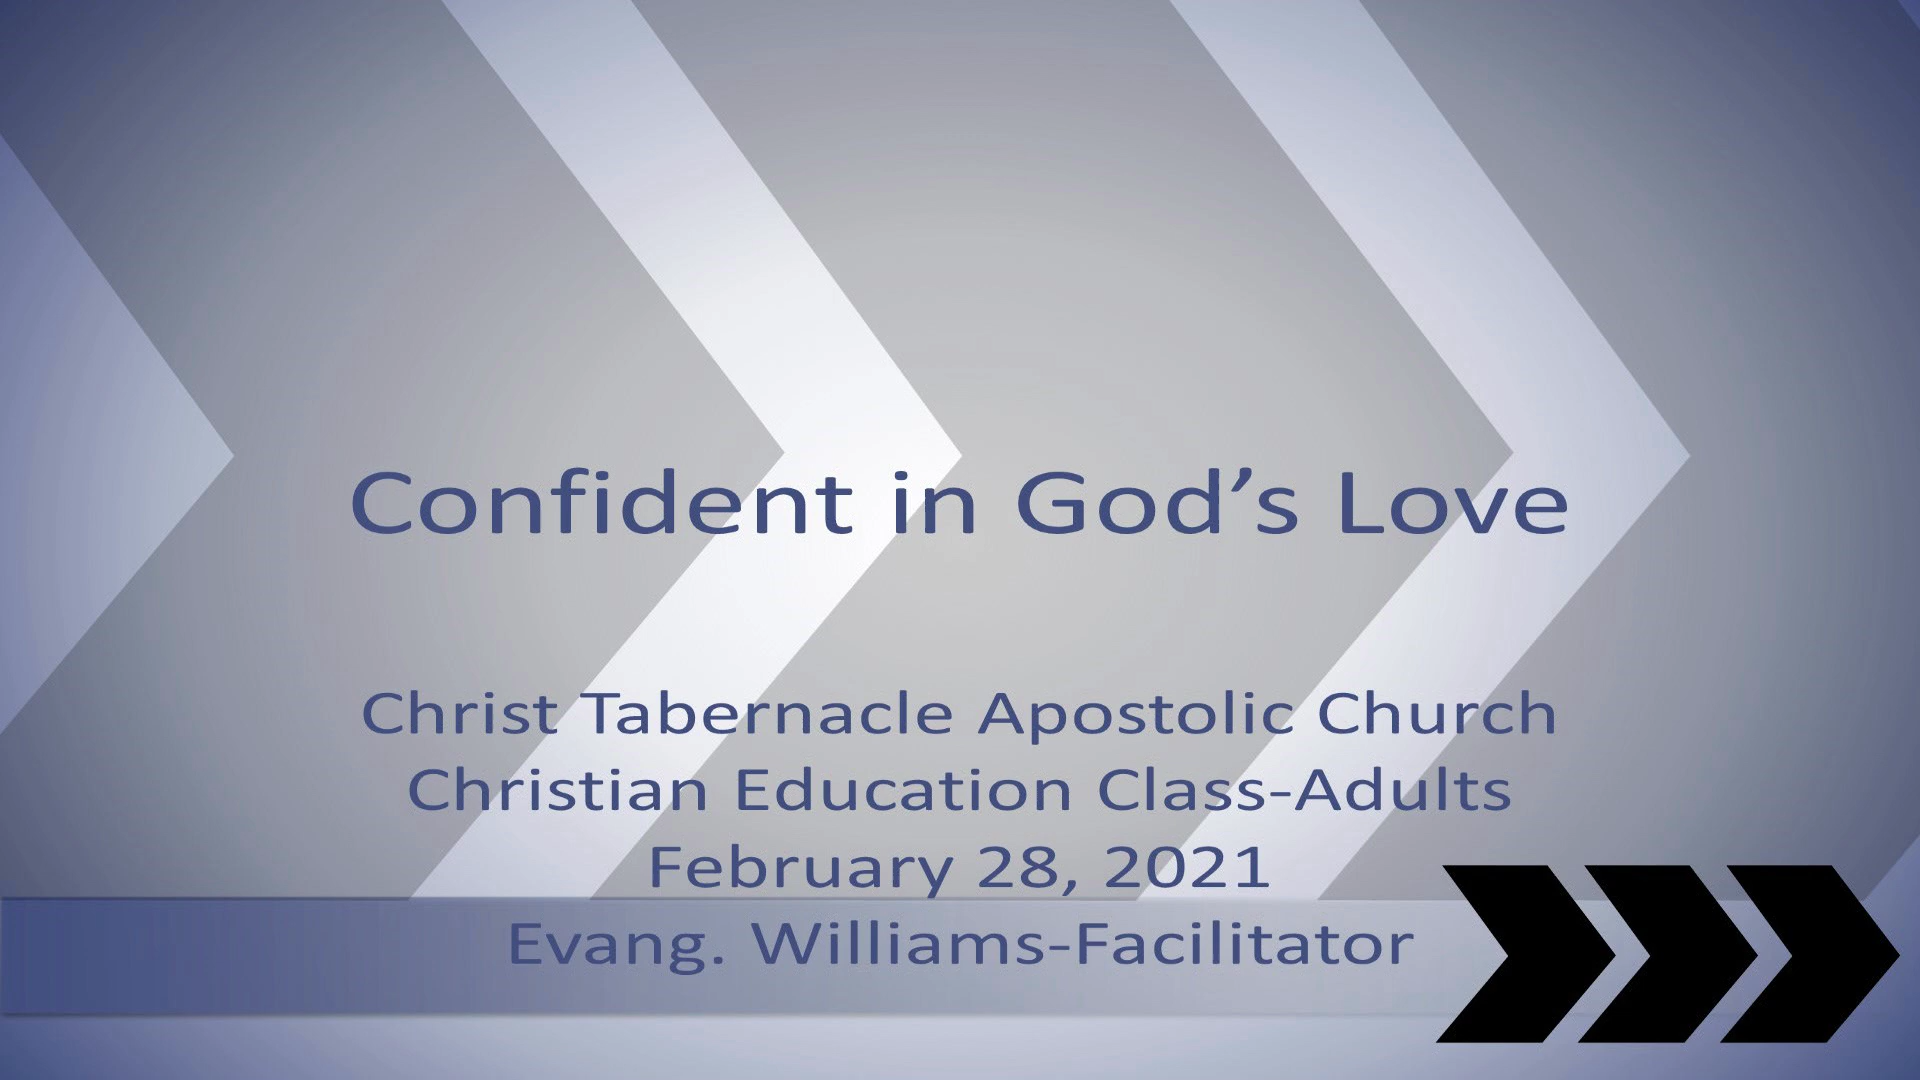 Confident in God’s Love
Christ Tabernacle Apostolic Church
Christian Education Class-Adults
February 28, 2021
Evang. Williams-Facilitator